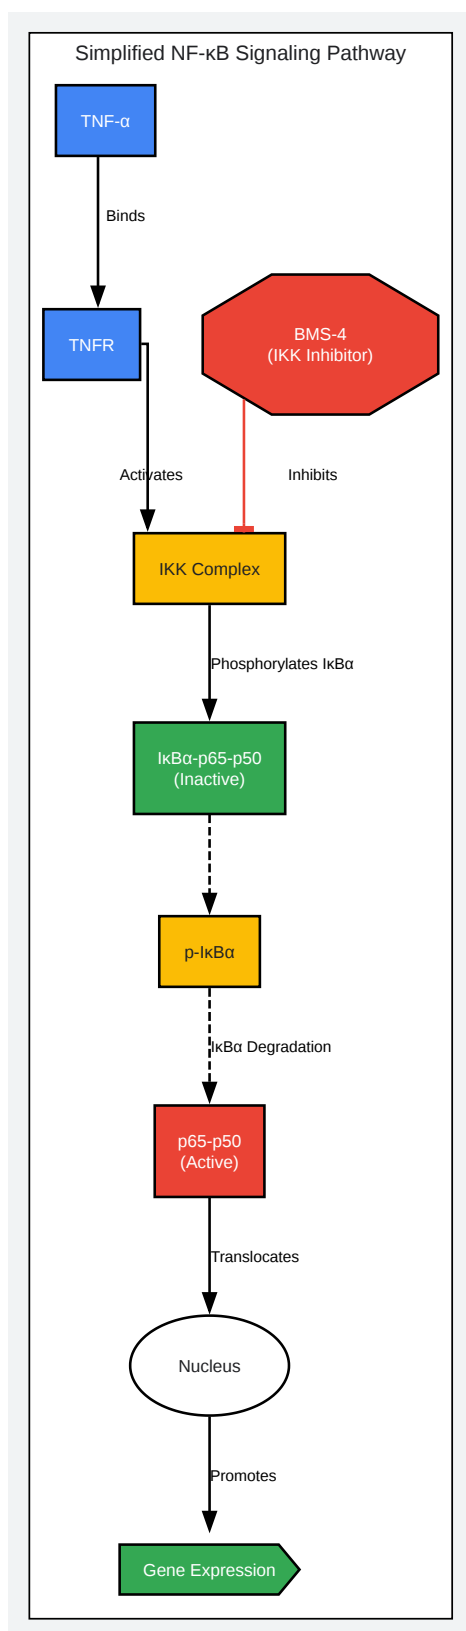 Simplified NF-κB Signaling Pathway
TNF-α
Binds
TNFR
BMS-4
(IKK Inhibitor)
Activates
Inhibits
IKK Complex
Phosphorylates IκBα
IκBα-p65-p50
(Inactive)
p-IκBα
IκBα Degradation
p65-p50
(Active)
Translocates
Nucleus
Promotes
Gene Expression